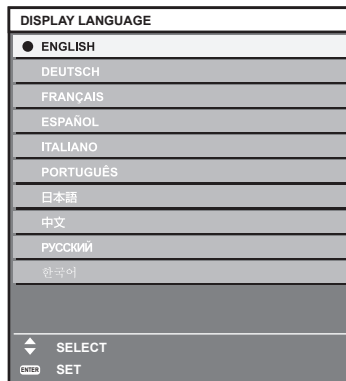 DISPLAY LANGUAGE
ENGLISH
DEUTSCH
FRANÇAIS
ESPAÑOL
ITALIANO
PORTUGUÊS
日本語
中文
РУССКИЙ
한국어
SELECT
ENTER SET